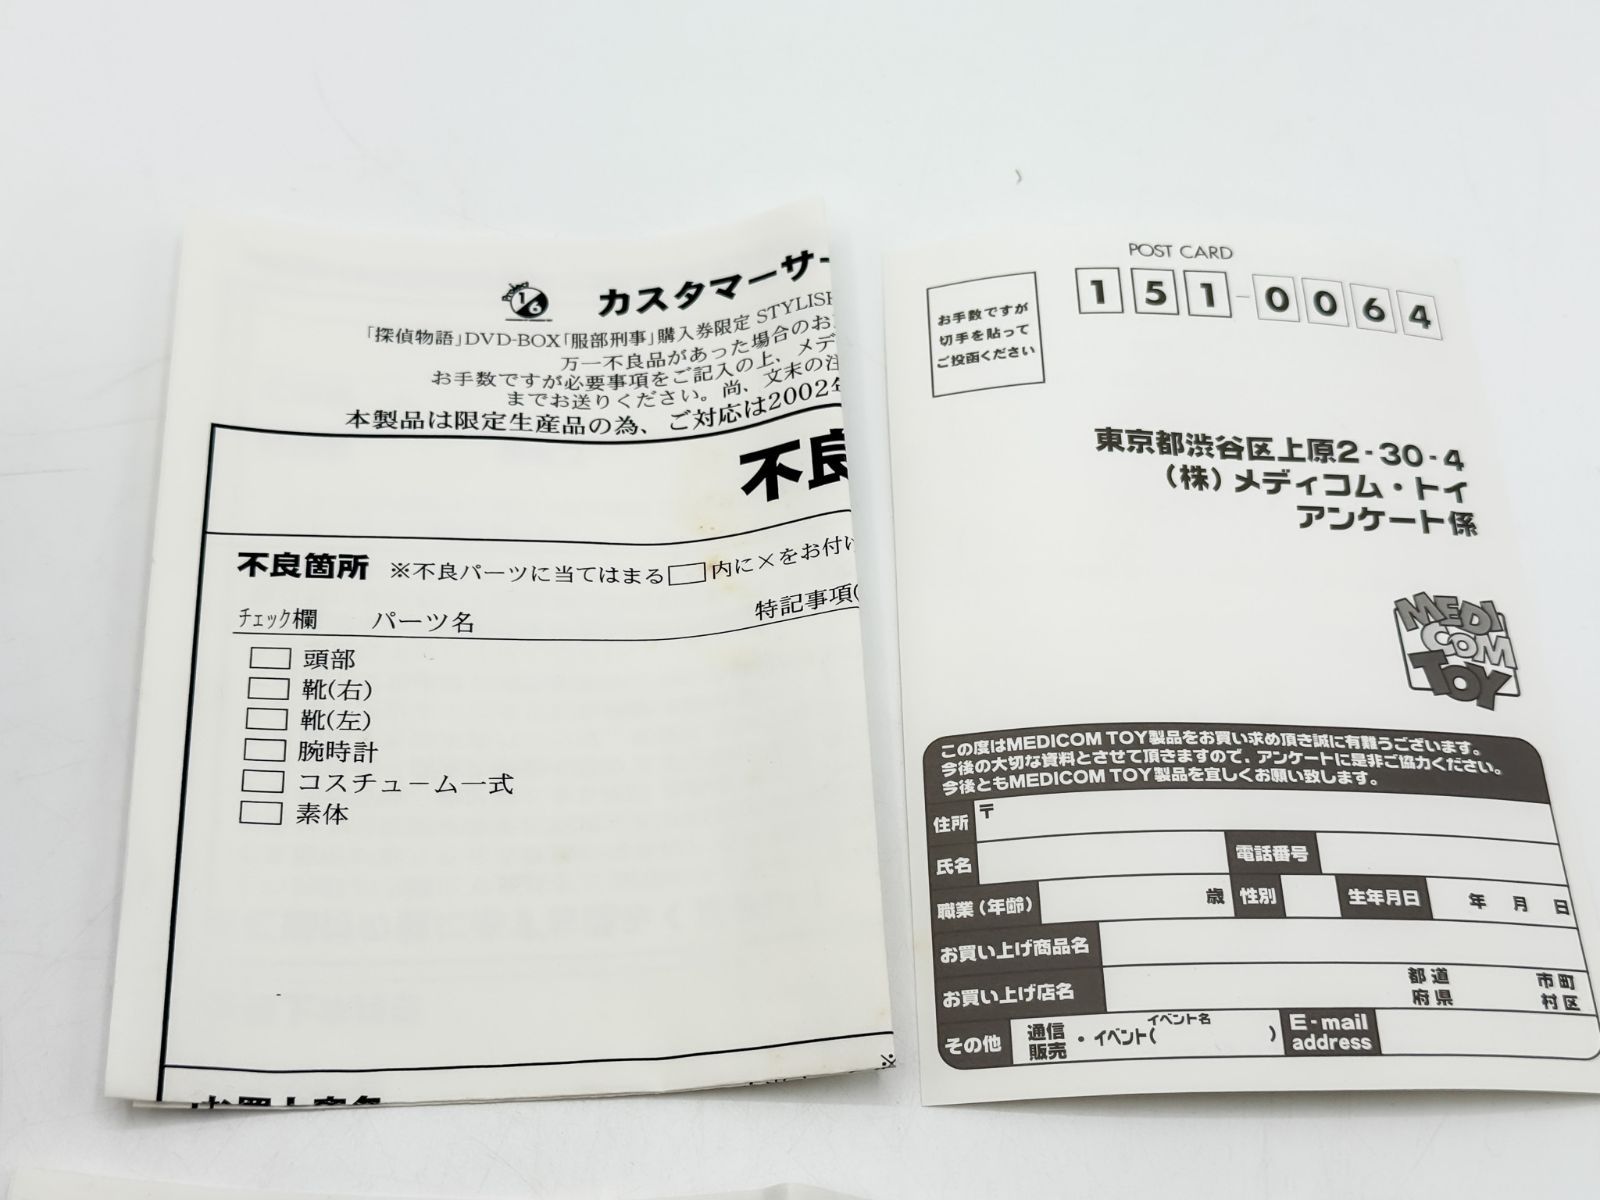 カスタマーサ
「探偵物語」DVD-BOX「服部刑事」購入券限定 STYLISH
万一不良品があった場合のお
お手数ですが必要事項をご記入の上、メデ
までお送りください。尚、文末の注
本製品は限定生産品の為、ご対応は2002年
不良
不良箇所 ※不良パーツに当てはまる□内に×をお付け
チェック欄 パーツ名 特記事項(
□ 頭部
□ 靴(右)
□ 靴(左)
□ 腕時計
□ コスチューム一式
□ 素体
※
POST CARD
151-0064
お手数ですが
切手を貼って
ご投函ください
東京都渋谷区上原2-30-4
(株)メディコム・トイ
アンケート係
MEDI
COM
TOY
この度はMEDICOM TOY製品をお買い求め頂き誠に有難うございます。
今後の大切な資料とさせて頂きますので、アンケートに是非ご協力ください。
今後ともMEDICOM TOY製品を宜しくお願い致します。
住所 〒
氏名 電話番号
職業(年齢) 歳 性別 生年月日 年 月 日
お買い上げ商品名
お買い上げ店名 都道府県 市町村区
その他 通信販売・イベント(イベント名 ) E-mail address